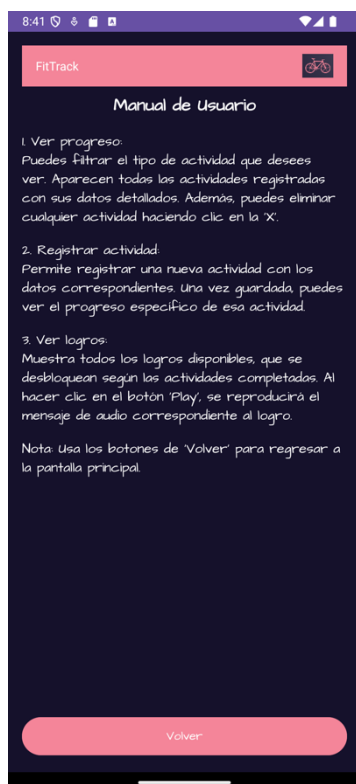 8:41
FitTrack
Manual de Usuario
1. Ver progreso:
Puedes filtrar el tipo de actividad que desees
ver. Aparecen todas las actividades registradas
con sus datos detallados. Además, puedes eliminar
cualquier actividad haciendo clic en la 'X'.
2. Registrar actividad:
Permite registrar una nueva actividad con los
datos correspondientes. Una vez guardada, puedes
ver el progreso específico de esa actividad.
3. Ver logros:
Muestra todos los logros disponibles, que se
desbloquean según las actividades completadas. Al
hacer clic en el botón 'Play', se reproducirá el
mensaje de audio correspondiente al logro.
Nota: Usa los botones de 'Volver' para regresar a
la pantalla principal.
Volver